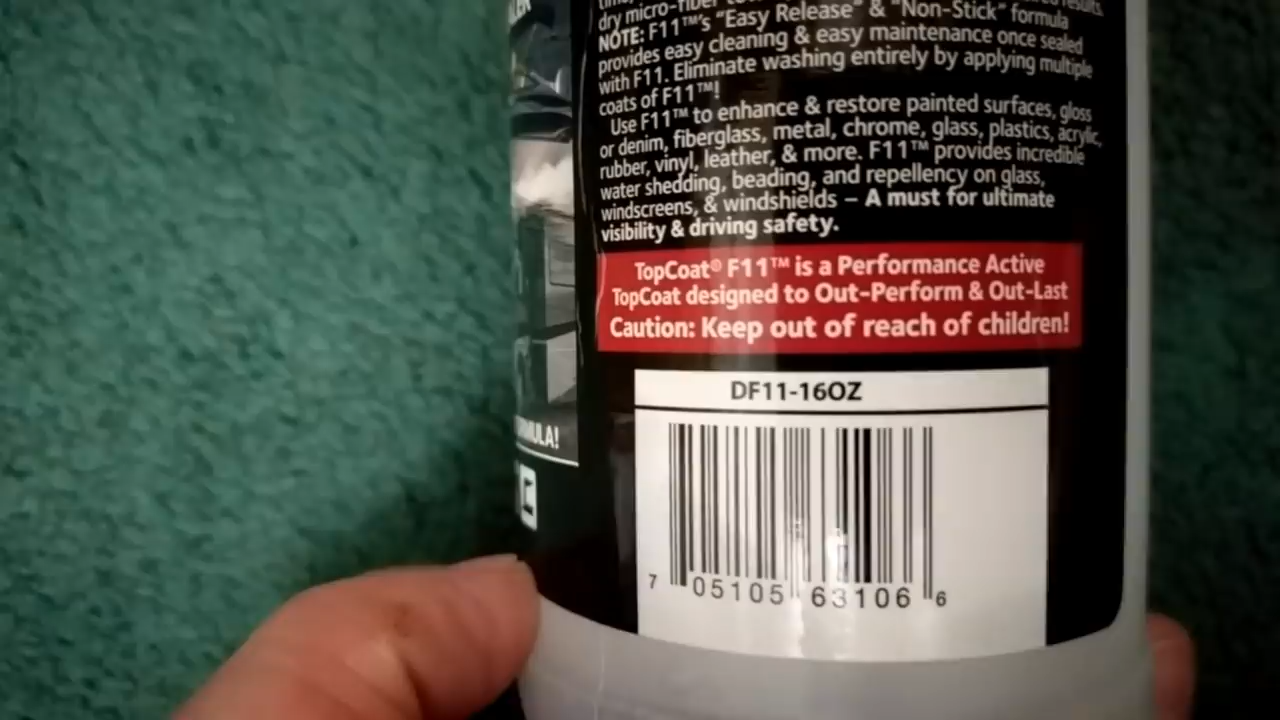 dry micro-fiber
NOTE: F11™'s "Easy Release" & "Non-Stick" formula
provides easy cleaning & easy maintenance once sealed
with F11. Eliminate washing entirely by applying multiple
coats of F11™!
Use F11™ to enhance & restore painted surfaces, gloss
or denim, fiberglass, metal, chrome, glass, plastics, acrylic,
rubber, vinyl, leather, & more. F11™ provides incredible
water shedding, beading, and repellency on glass,
windscreens, & windshields – A must for ultimate
visibility & driving safety.
TopCoat® F11™ is a Performance Active
TopCoat designed to Out-Perform & Out-Last
Caution: Keep out of reach of children!
DF11-16OZ
7 05105 63106 6